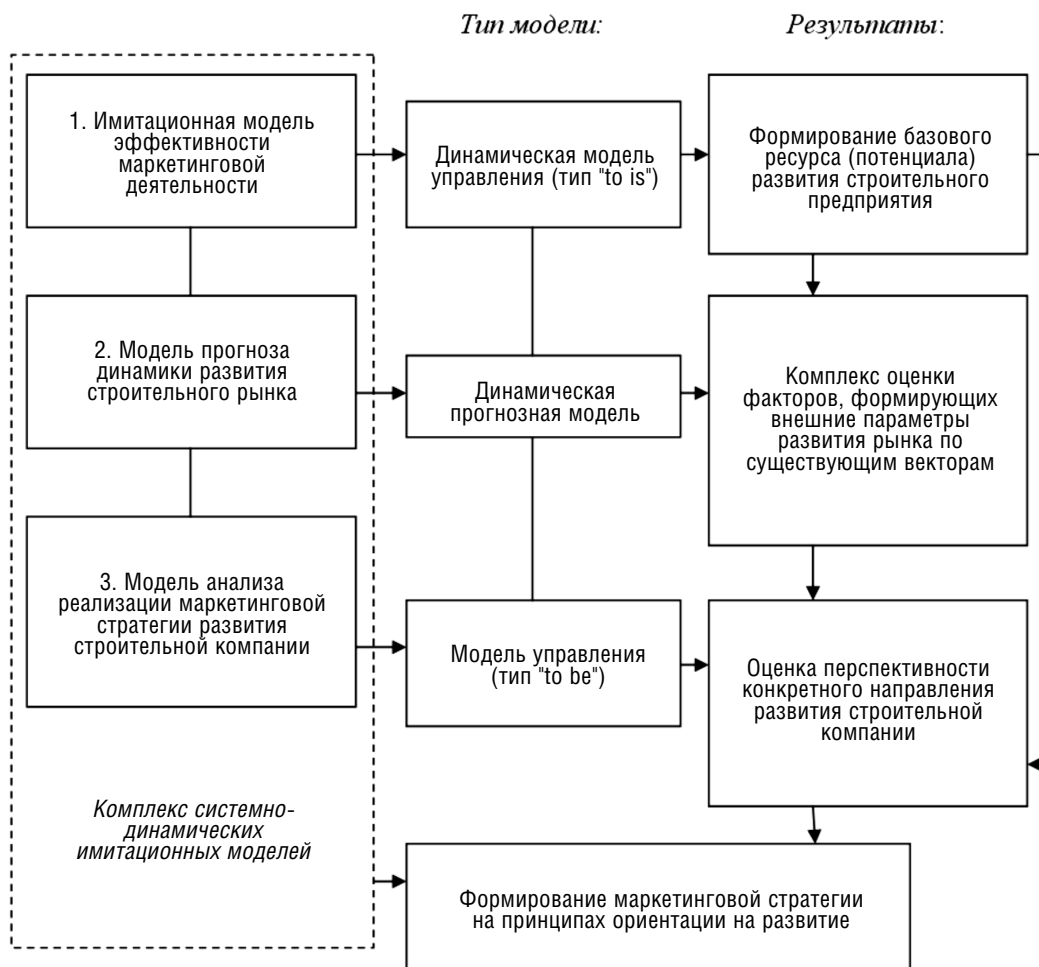 Тип модели:
Результаты:
1. Имитационная модель
эффективности
маркетинговой
деятельности
Динамическая модель
управления (тип "to is")
Формирование базового
ресурса (потенциала)
развития строительного
предприятия
2. Модель прогноза
динамики развития
строительного рынка
Динамическая
прогнозная модель
Комплекс оценки
факторов, формирующих
внешние параметры
развития рынка по
существующим векторам
3. Модель анализа
реализации маркетинговой
стратегии развития
строительной компании
Модель управления
(тип "to be")
Оценка перспективности
конкретного направления
развития строительной
компании
Комплекс системно-
динамических
имитационных моделей
Формирование маркетинговой стратегии
на принципах ориентации на развитие